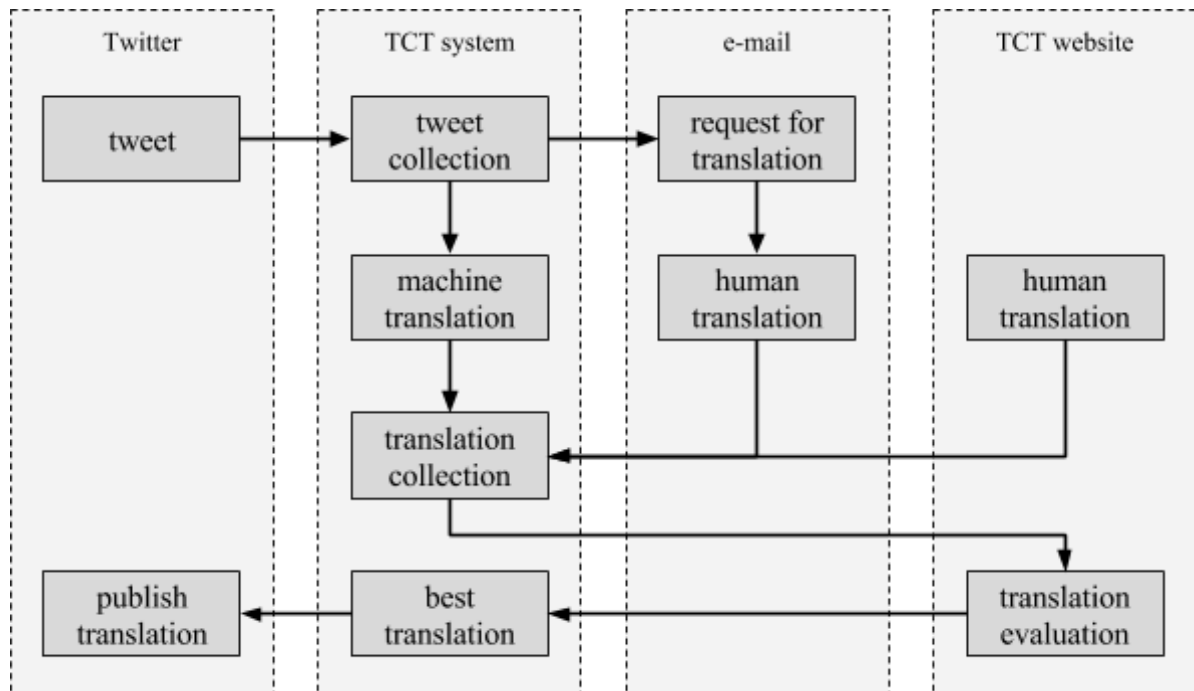 Twitter
TCT system
e-mail
TCT website
tweet
tweet
collection
request for
translation
machine
translation
human
translation
human
translation
translation
collection
publish
translation
best
translation
translation
evaluation